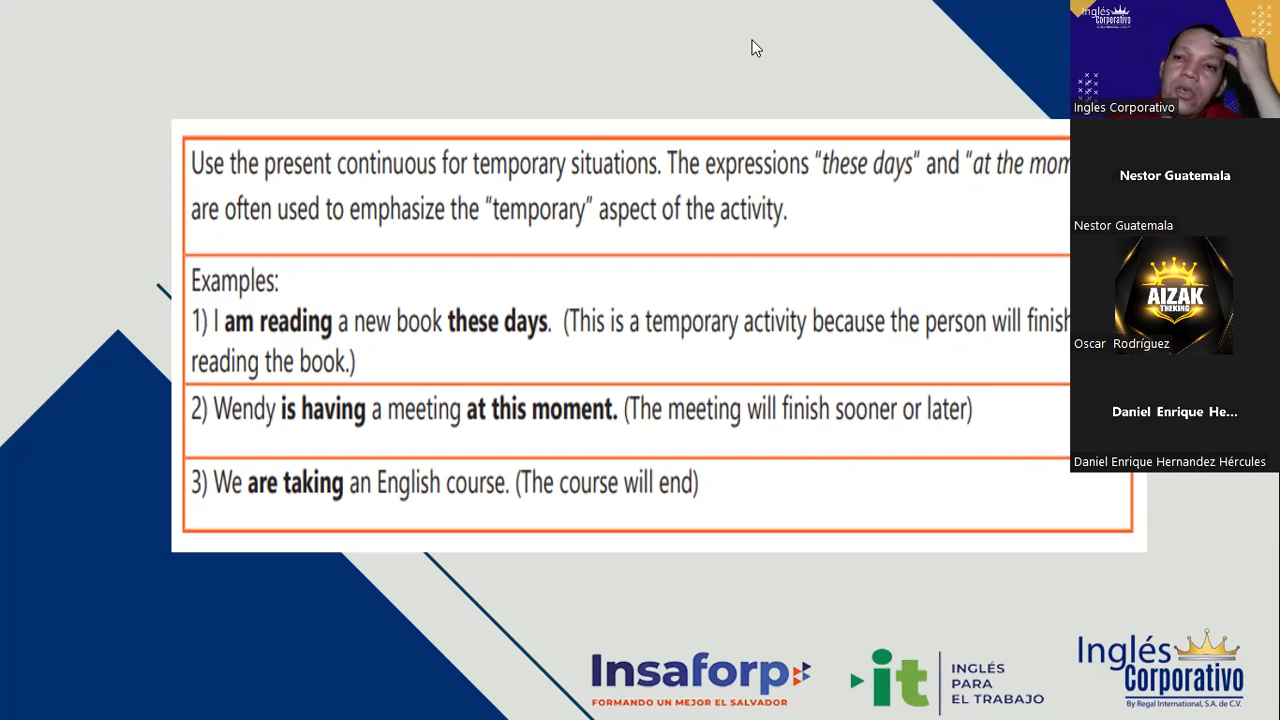 Use the present continuous for temporary situations. The expressions "these days" and "at the mom
are often used to emphasize the "temporary" aspect of the activity.
Examples:
1) I am reading a new book these days. (This is a temporary activity because the person will finish
reading the book.)
2) Wendy is having a meeting at this moment. (The meeting will finish sooner or later)
3) We are taking an English course. (The course will end)
Inglés
Corporativo
Ingles Corporativo
Nestor Guatemala
Nestor Guatemala
AIZAK
THEKING
Oscar Rodríguez
Daniel Enrique He...
Daniel Enrique Hernandez Hércules
Insaforp
FORMANDO UN MEJOR EL SALVADOR
it
INGLÉS
PARA
EL TRABAJO
Inglés
Corporativo
By Regal International, S.A. de C.V.